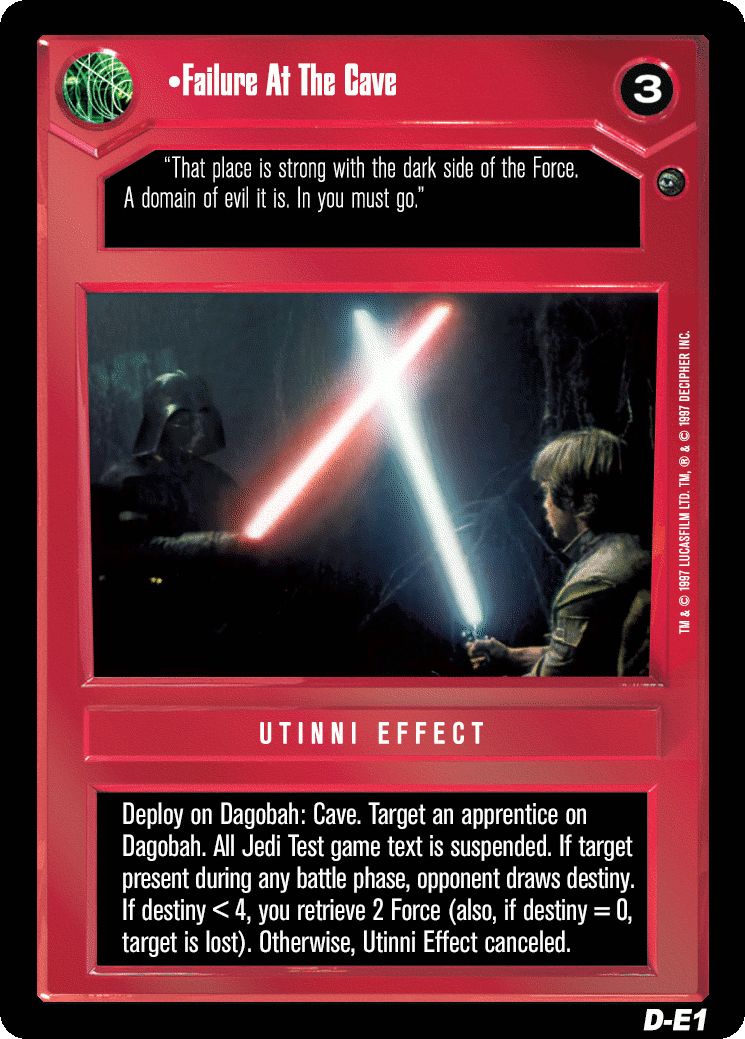 •Failure At The Cave
3
“That place is strong with the dark side of the Force.
A domain of evil it is. In you must go.”
TM & © 1997 LUCASFILM LTD. TM, ® & © 1997 DECIPHER INC.
UTINNI EFFECT
Deploy on Dagobah: Cave. Target an apprentice on
Dagobah. All Jedi Test game text is suspended. If target
present during any battle phase, opponent draws destiny.
If destiny < 4, you retrieve 2 Force (also, if destiny = 0,
target is lost). Otherwise, Utinni Effect canceled.
D-E1